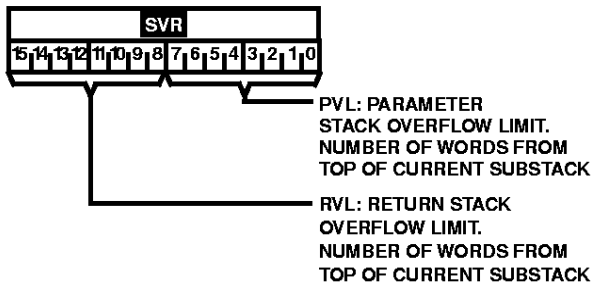 SVR
15 14 13 12 11 10 9 8 7 6 5 4 3 2 1 0
PVL: PARAMETER
STACK OVERFLOW LIMIT.
NUMBER OF WORDS FROM
TOP OF CURRENT SUBSTACK
RVL: RETURN STACK
OVERFLOW LIMIT.
NUMBER OF WORDS FROM
TOP OF CURRENT SUBSTACK